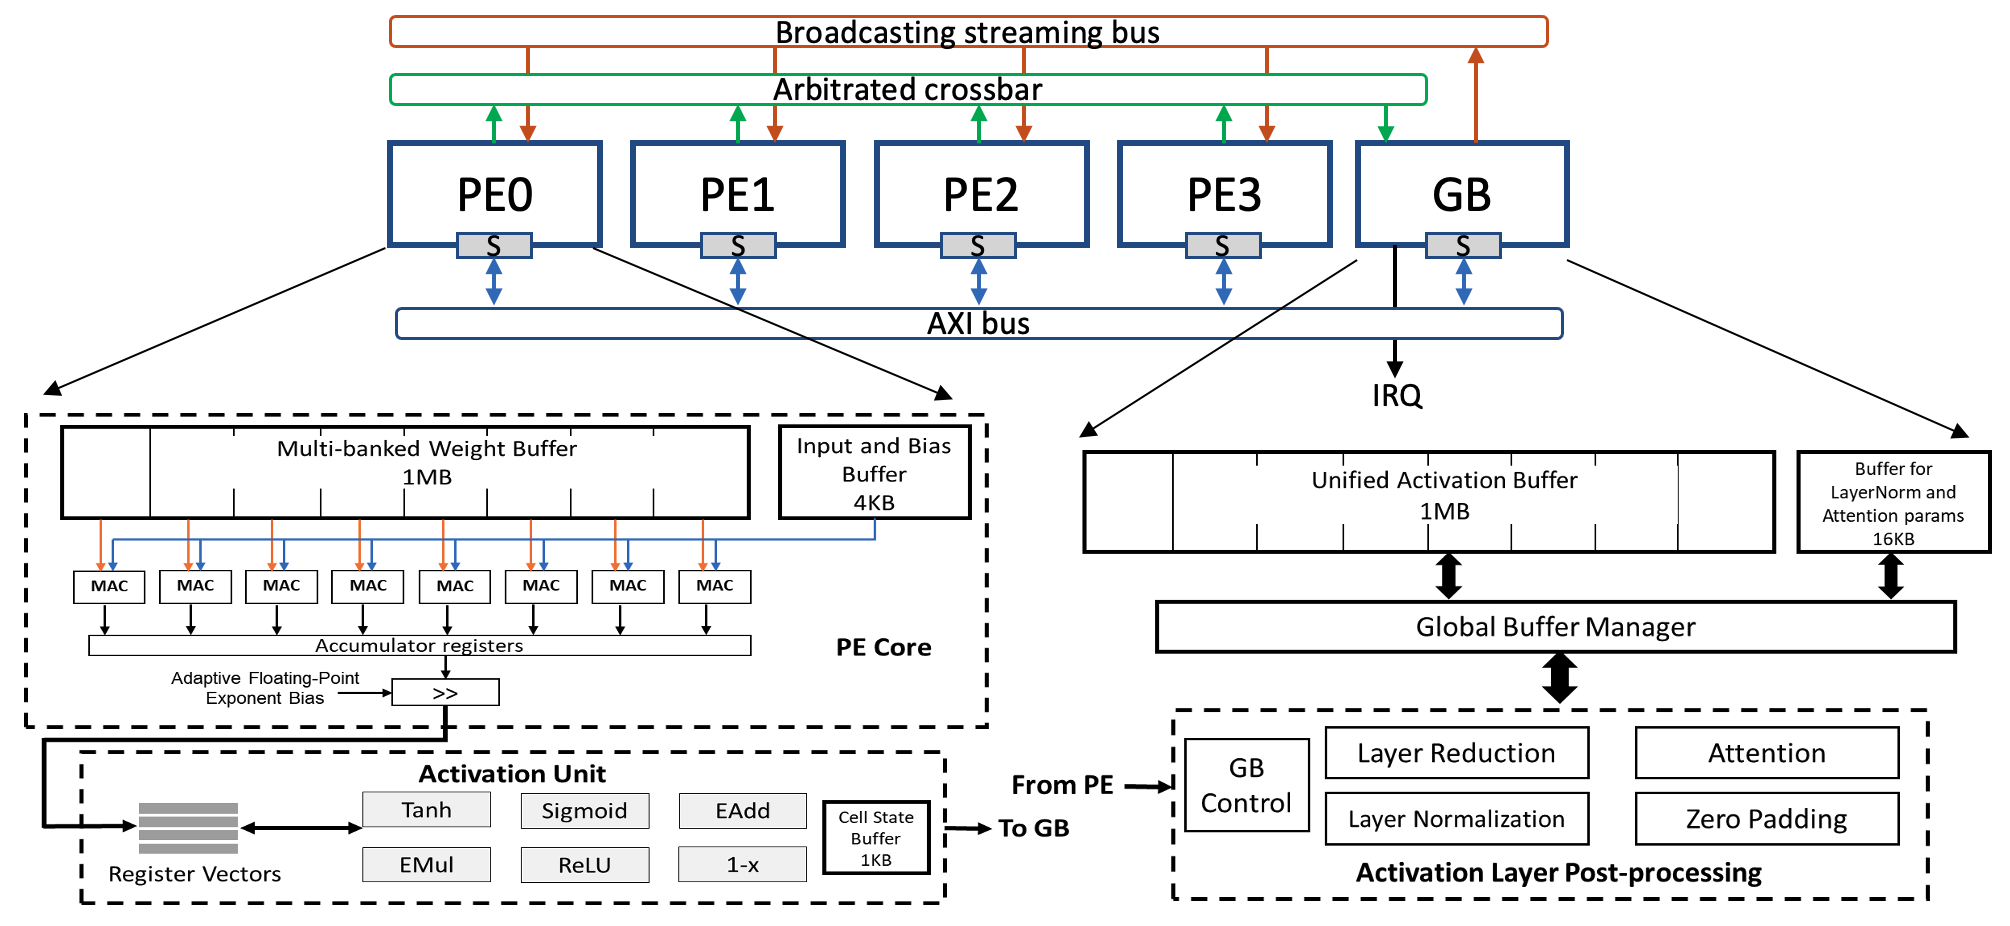 Broadcasting streaming bus
Arbitrated crossbar
PE0
PE1
PE2
PE3
GB
S
S
S
S
S
AXI bus
IRQ
Multi-banked Weight Buffer
1MB
Input and Bias
Buffer
4KB
MAC
MAC
MAC
MAC
MAC
MAC
MAC
MAC
Accumulator registers
PE Core
Adaptive Floating-Point
Exponent Bias
>>
Activation Unit
Register Vectors
Tanh
Sigmoid
EAdd
EMul
ReLU
1-x
Cell State
Buffer
1KB
To GB
Unified Activation Buffer
1MB
Buffer for
LayerNorm and
Attention params
16KB
Global Buffer Manager
From PE
GB
Control
Layer Reduction
Attention
Layer Normalization
Zero Padding
Activation Layer Post-processing